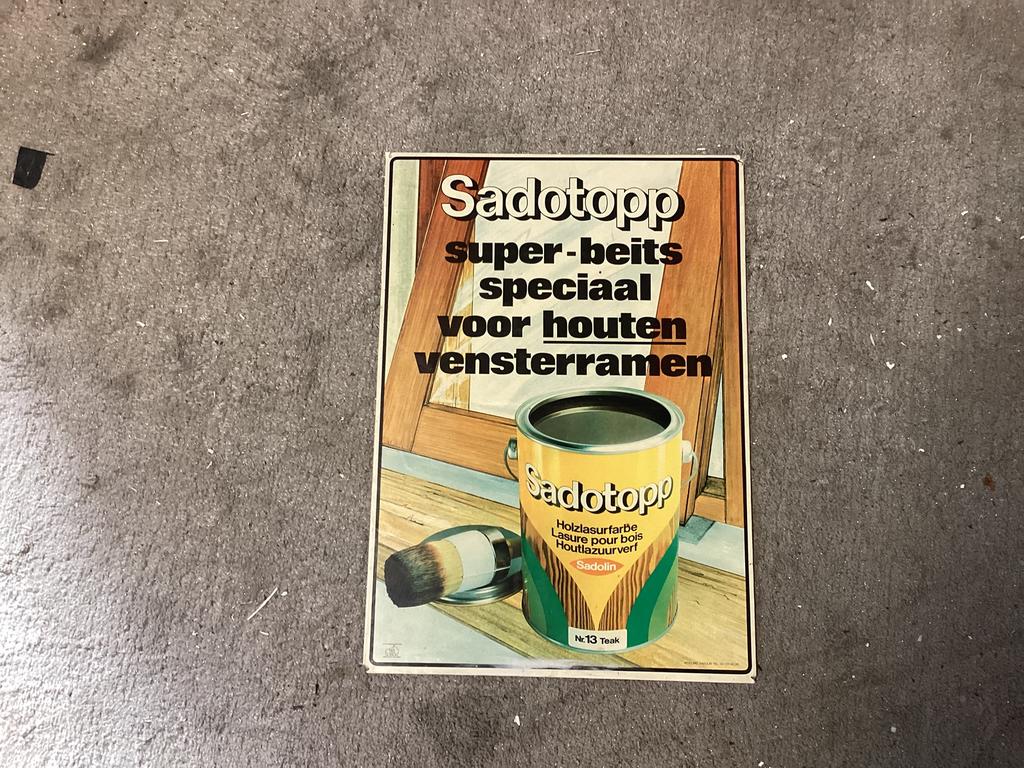 Sadotopp
super-beits
speciaal
voor houten
vensterramen
Sadotopp
Holzlasurfarbe
Lasure pour bois
Houtlazuurverf
Sadolin
Nr.13 Teak